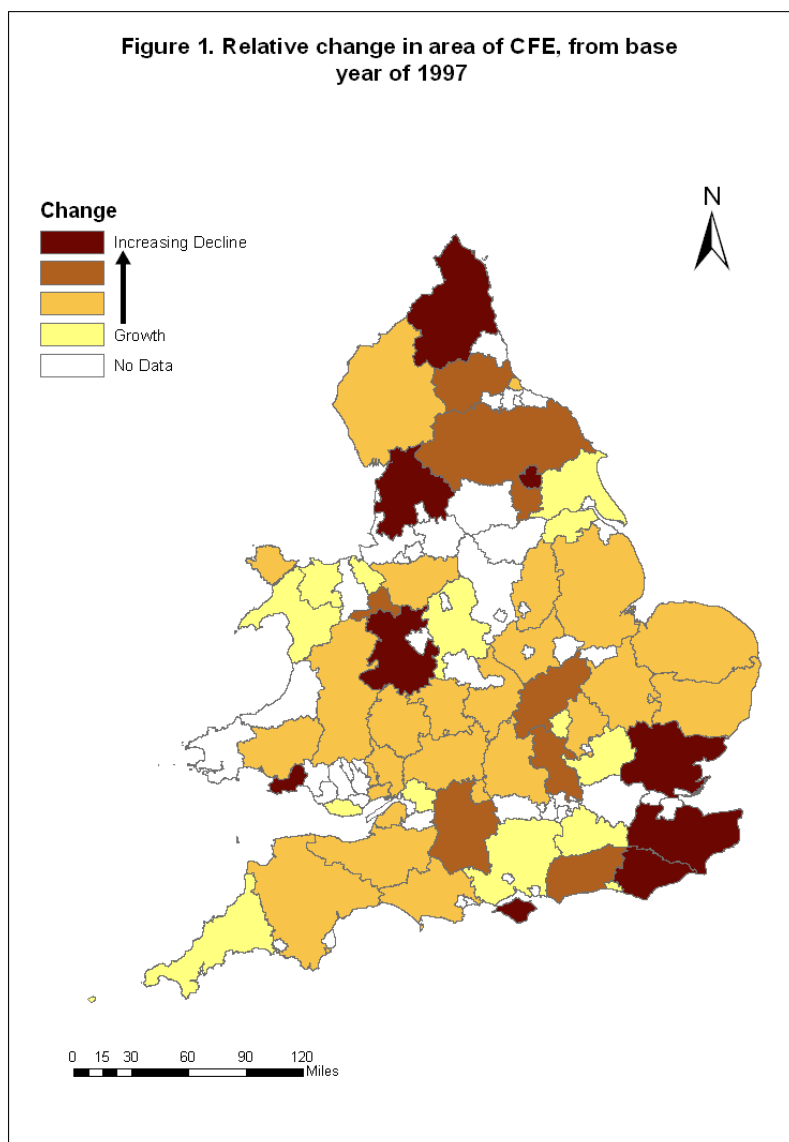 Figure 1. Relative change in area of CFE, from base
year of 1997
N
Change
Increasing Decline
Growth
No Data
0 15 30 60 90 120
Miles